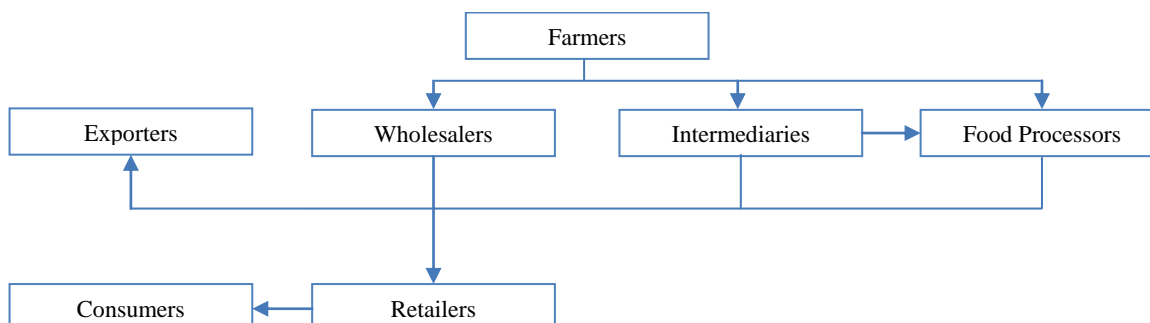 Farmers
Exporters
Wholesalers
Intermediaries
Food Processors
Consumers
Retailers